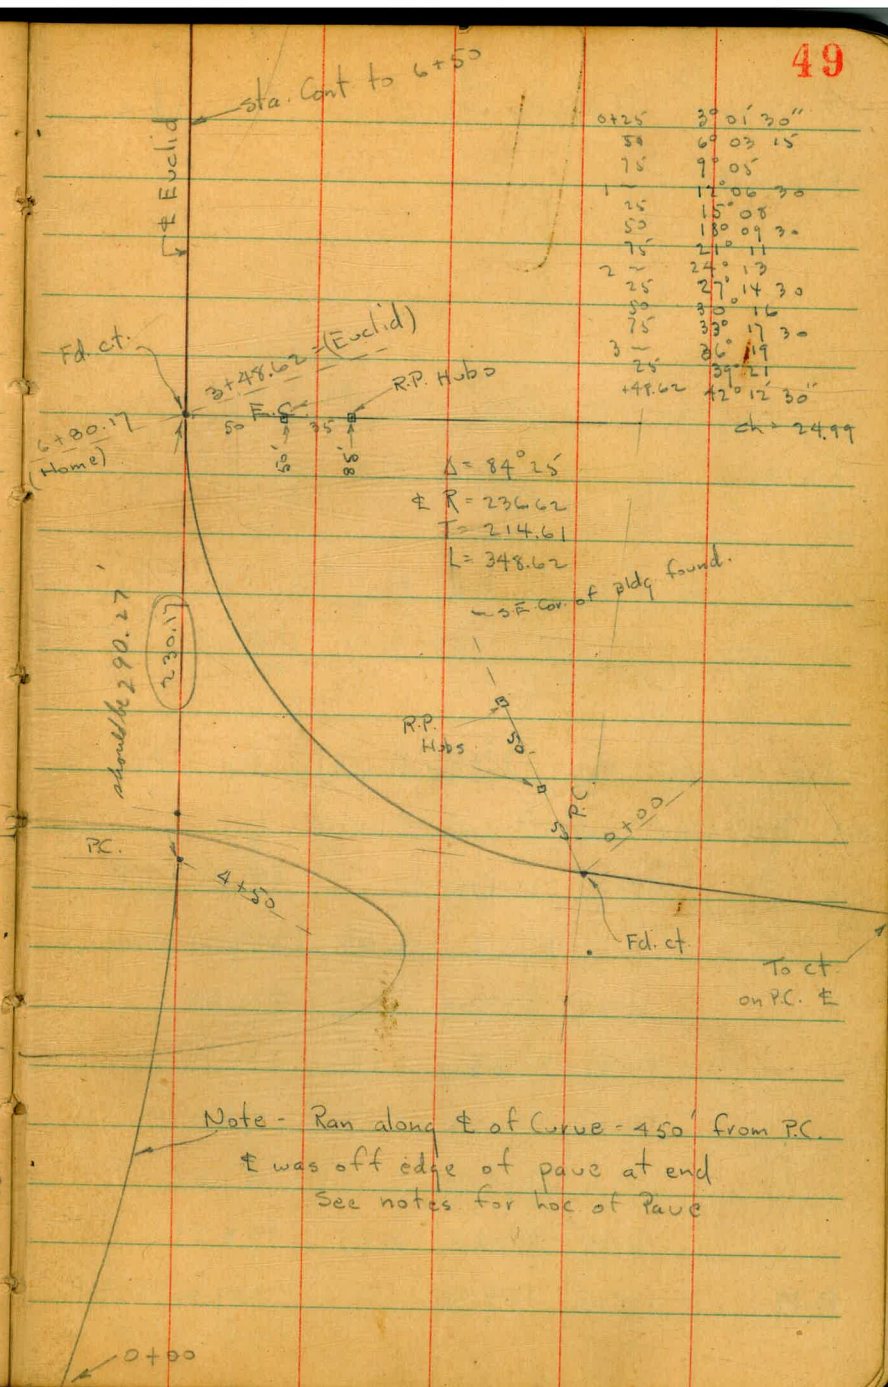 49
sta. Cont to 6+50
℄ Euclid
0+25 3° 01' 30"
50 6° 03 15
75 9° 05
1 ~ 12° 06 30
25 15° 08
50 18° 09 30
75 21° 11
2 ~ 24° 13
25 27° 14 30
50 30° 16
75 33° 17 30
3 ~ 36° 19
25 39° 21
+48.62 42° 12' 30"
ch = 24.99
Fd. ct.
3+48.62 = (Euclid)
R.P. Hubs
E.C.
6+80.17
(Home)
50 35
50'
85'
Δ = 84° 25'
℄ R = 236.62
T = 214.61
L = 348.62
S.E. Cor. of Bldg found.
should be 290.27'
230.17
R.P.
Hubs
50
50
P.C.
0+00
P.C.
4+50
Fd. ct
To ct
on P.C. ℄
Note - Ran along ℄ of Curve - 450' from P.C.
℄ was off edge of pave at end
See notes for Loc of Pave
0+00